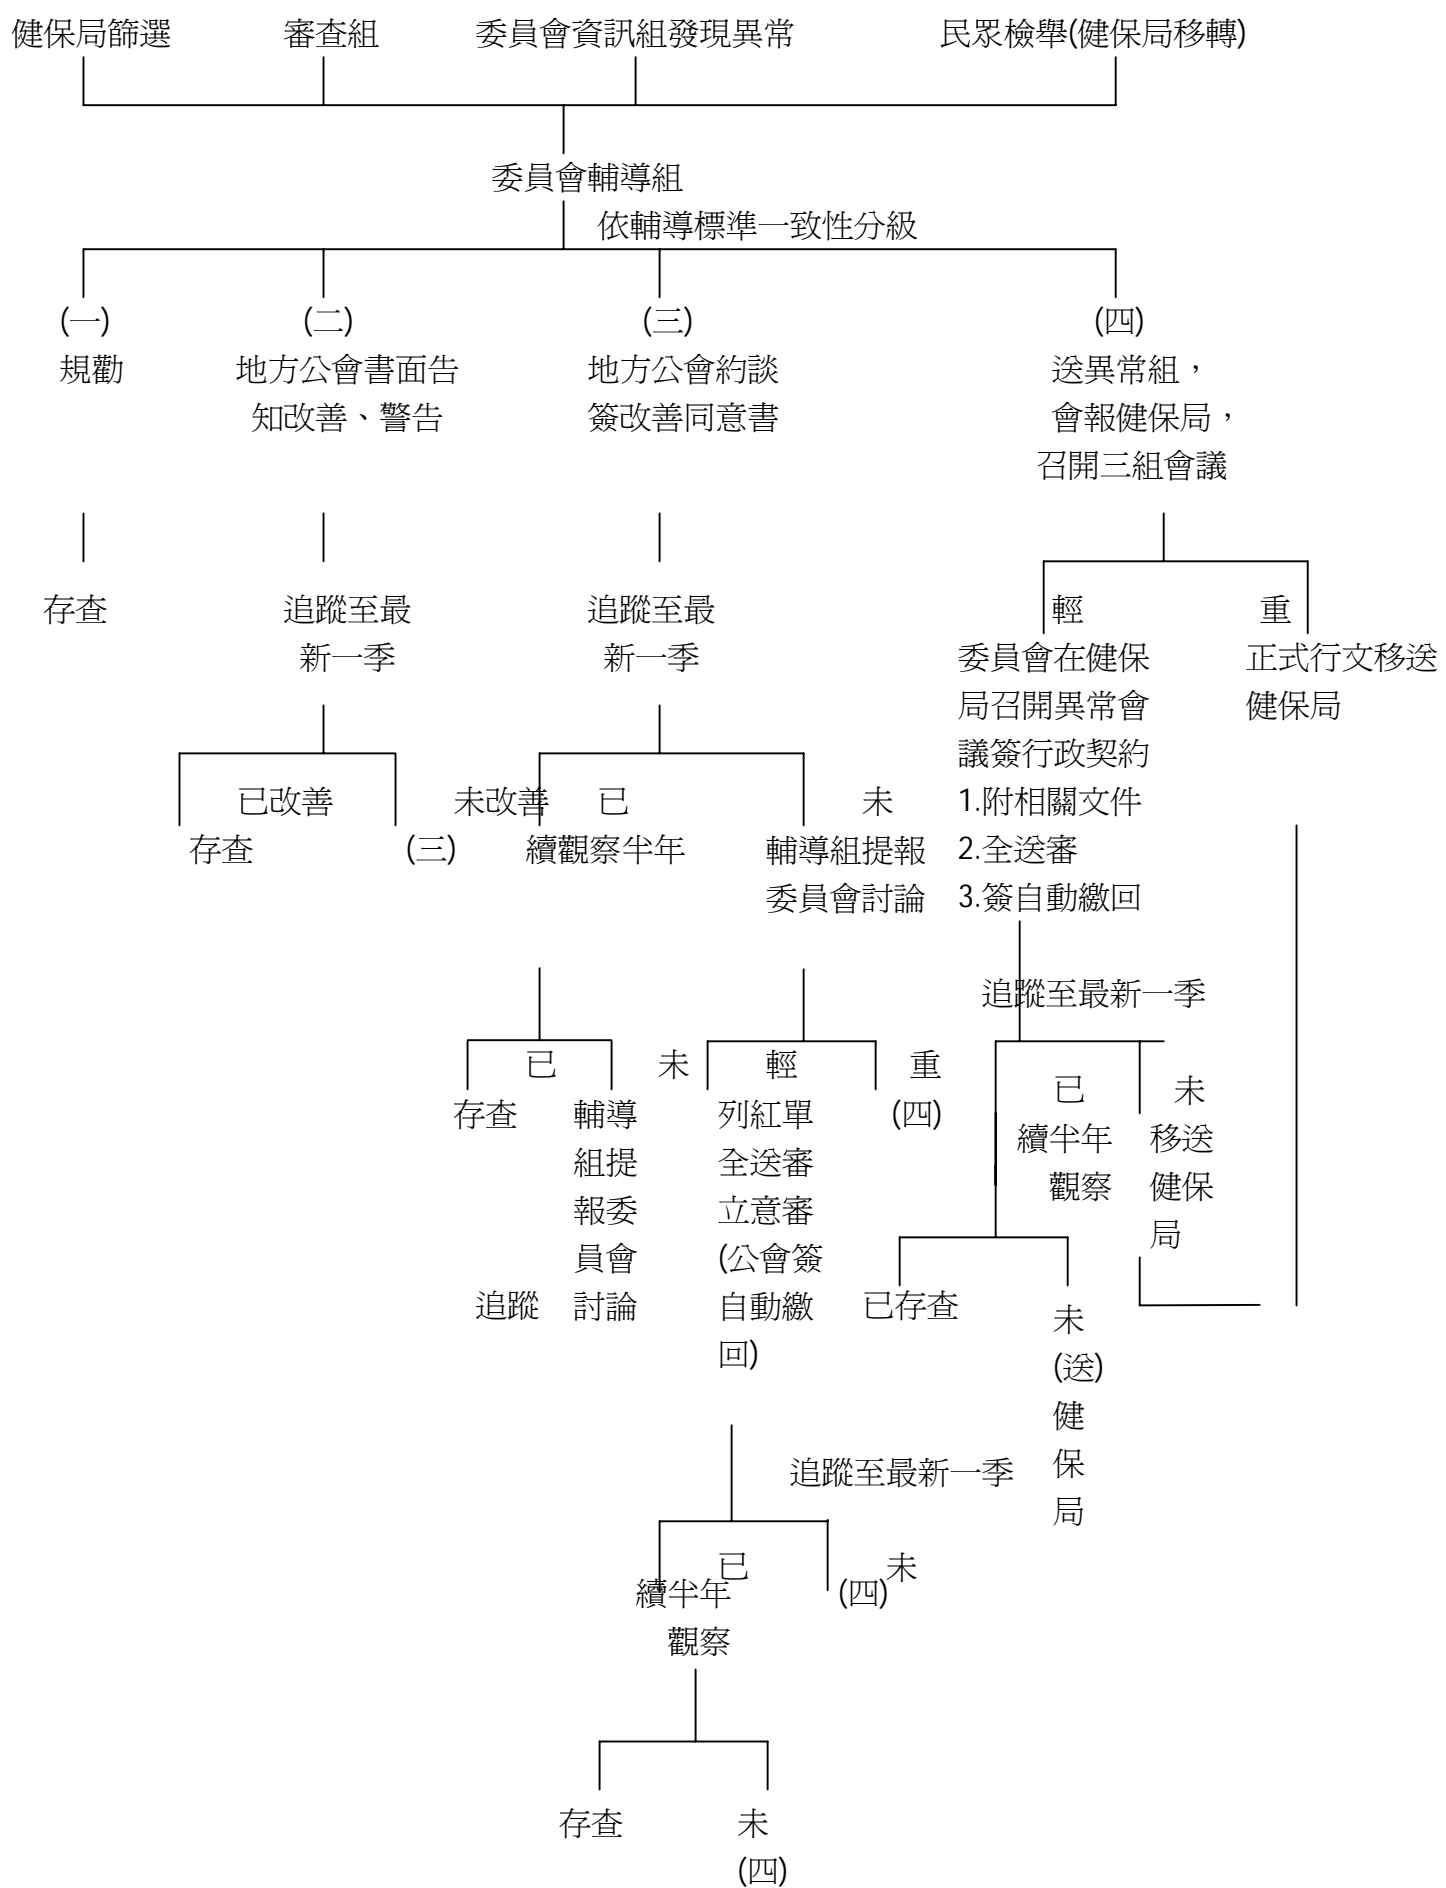 健保局篩選 審查組 委員會資訊組發現異常 民眾檢舉(健保局移轉)
委員會輔導組
依輔導標準一致性分級
(一) (二) (三) (四)
規勸 地方公會書面告 地方公會約談 送異常組，
知改善、警告 簽改善同意書 會報健保局，
召開三組會議
存查 追蹤至最 追蹤至最 輕 重
新一季 新一季 委員會在健保 正式行文移送
局召開異常會 健保局
議簽行政契約
已改善 未改善 已 未 1.附相關文件
存查 (三) 續觀察半年 輔導組提報 2.全送審
委員會討論 3.簽自動繳回
追蹤至最新一季
已 未 輕 重
已 未
存查 輔導 列紅單 (四)
續半年 移送
組提 全送審
觀察 健保
報委 立意審
局
員會 (公會簽
追蹤 討論 自動繳 已存查
未
回)
(送)
健
保
追蹤至最新一季
局
已 未
續半年 (四)
觀察
存查 未
(四)